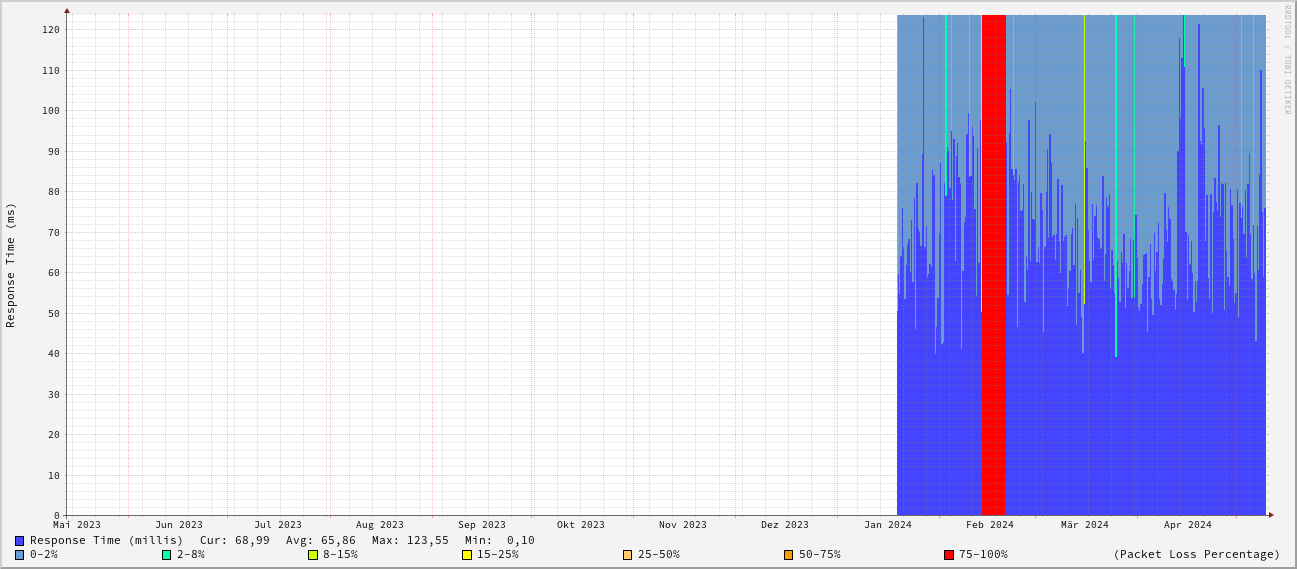 RRDTOOL / TOBI OETIKER
Response Time (ms)
120
110
100
90
80
70
60
50
40
30
20
10
0
Mai 2023 Jun 2023 Jul 2023 Aug 2023 Sep 2023 Okt 2023 Nov 2023 Dez 2023 Jan 2024 Feb 2024 Mär 2024 Apr 2024
Response Time (millis) Cur: 68,99 Avg: 65,86 Max: 123,55 Min: 0,10
0-2% 2-8% 8-15% 15-25% 25-50% 50-75% 75-100% (Packet Loss Percentage)